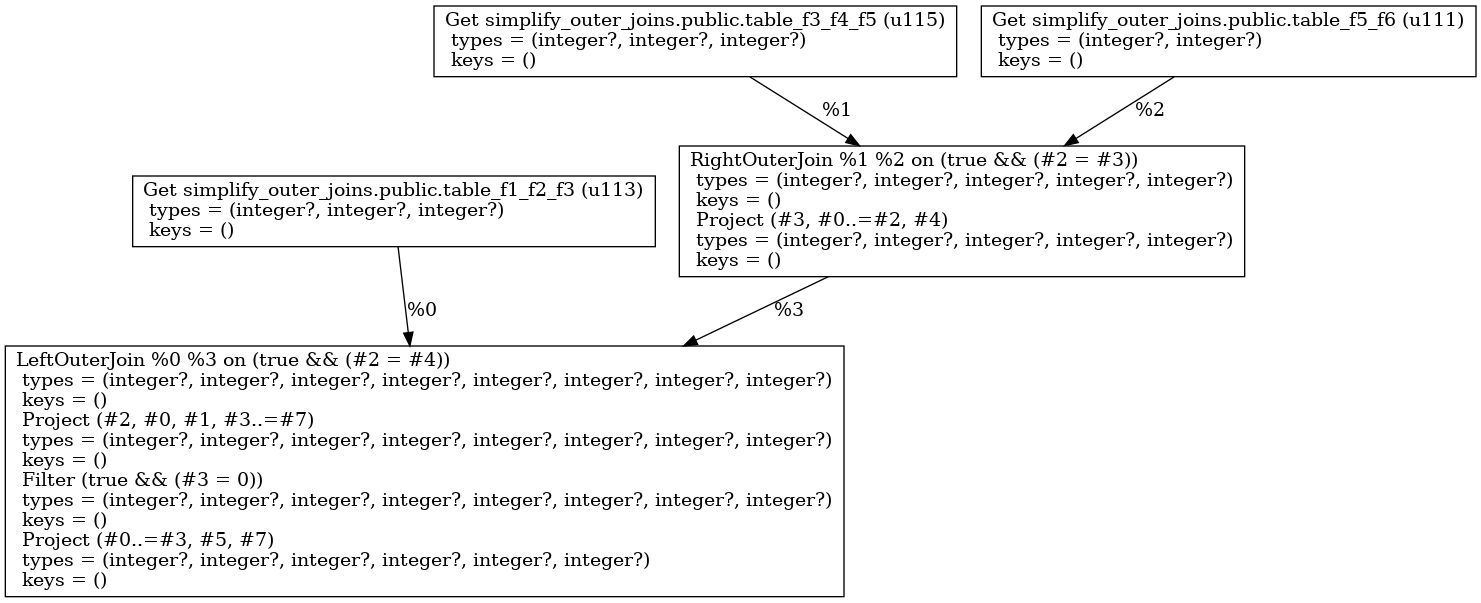 Get simplify_outer_joins.public.table_f3_f4_f5 (u115)
types = (integer?, integer?, integer?)
keys = ()
Get simplify_outer_joins.public.table_f5_f6 (u111)
types = (integer?, integer?)
keys = ()
%1
%2
RightOuterJoin %1 %2 on (true && (#2 = #3))
types = (integer?, integer?, integer?, integer?, integer?)
keys = ()
Project (#3, #0..=#2, #4)
types = (integer?, integer?, integer?, integer?, integer?)
keys = ()
Get simplify_outer_joins.public.table_f1_f2_f3 (u113)
types = (integer?, integer?, integer?)
keys = ()
%0
%3
LeftOuterJoin %0 %3 on (true && (#2 = #4))
types = (integer?, integer?, integer?, integer?, integer?, integer?, integer?, integer?)
keys = ()
Project (#2, #0, #1, #3..=#7)
types = (integer?, integer?, integer?, integer?, integer?, integer?, integer?, integer?)
keys = ()
Filter (true && (#3 = 0))
types = (integer?, integer?, integer?, integer?, integer?, integer?, integer?, integer?)
keys = ()
Project (#0..=#3, #5, #7)
types = (integer?, integer?, integer?, integer?, integer?, integer?)
keys = ()